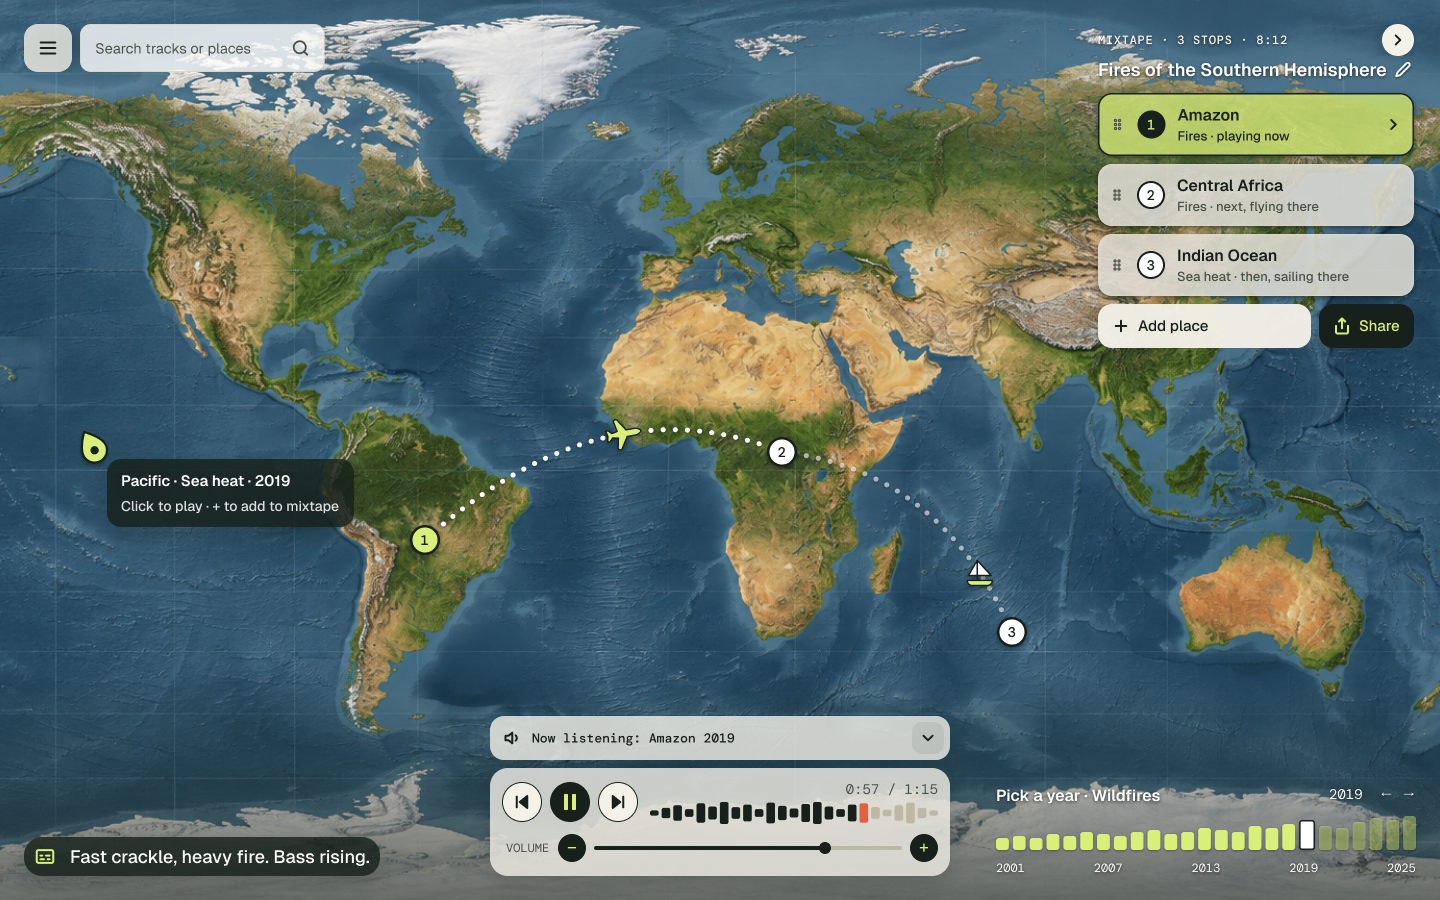 Search tracks or places
MIXTAPE · 3 STOPS · 8:12
Fires of the Southern Hemisphere
1
Amazon
Fires · playing now
2
Central Africa
Fires · next, flying there
3
Indian Ocean
Sea heat · then, sailing there
+ Add place
Share
Pacific · Sea heat · 2019
Click to play · + to add to mixtape
1
2
3
Now listening: Amazon 2019
0:57 / 1:15
VOLUME − +
Fast crackle, heavy fire. Bass rising.
Pick a year · Wildfires 2019 ← →
2001 2007 2013 2019 2025